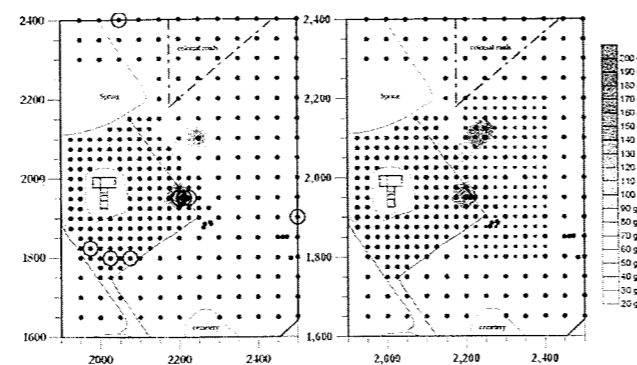 2400
2200
2000
1800
1600
2000
2200
2400
colonial roads
Spring
cemetery
2,400
2,200
2,000
1,800
1,600
2,000
2,200
2,400
colonial roads
Spring
cemetery
200 g
190
180
170
160
150
140
130
120
110
100 g
90 g
80 g
70 g
60 g
50 g
40 g
30 g
20 g